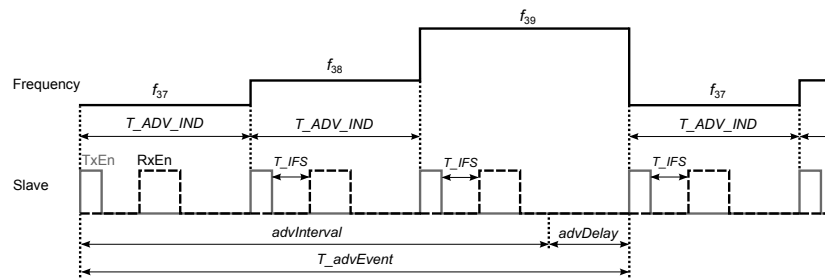 f39
f38
Frequency f37 f37
T_ADV_IND T_ADV_IND T_ADV_IND
TxEn RxEn T_IFS T_IFS T_IFS
Slave
advInterval advDelay
T_advEvent